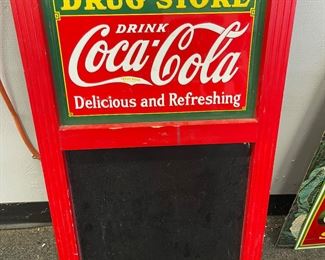 DRUG STORE
DRINK
Coca-Cola
Delicious and Refreshing